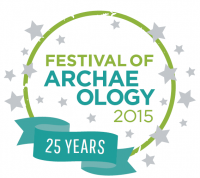 FESTIVAL OF
ARCHAE
OLOGY
2015
25 YEARS